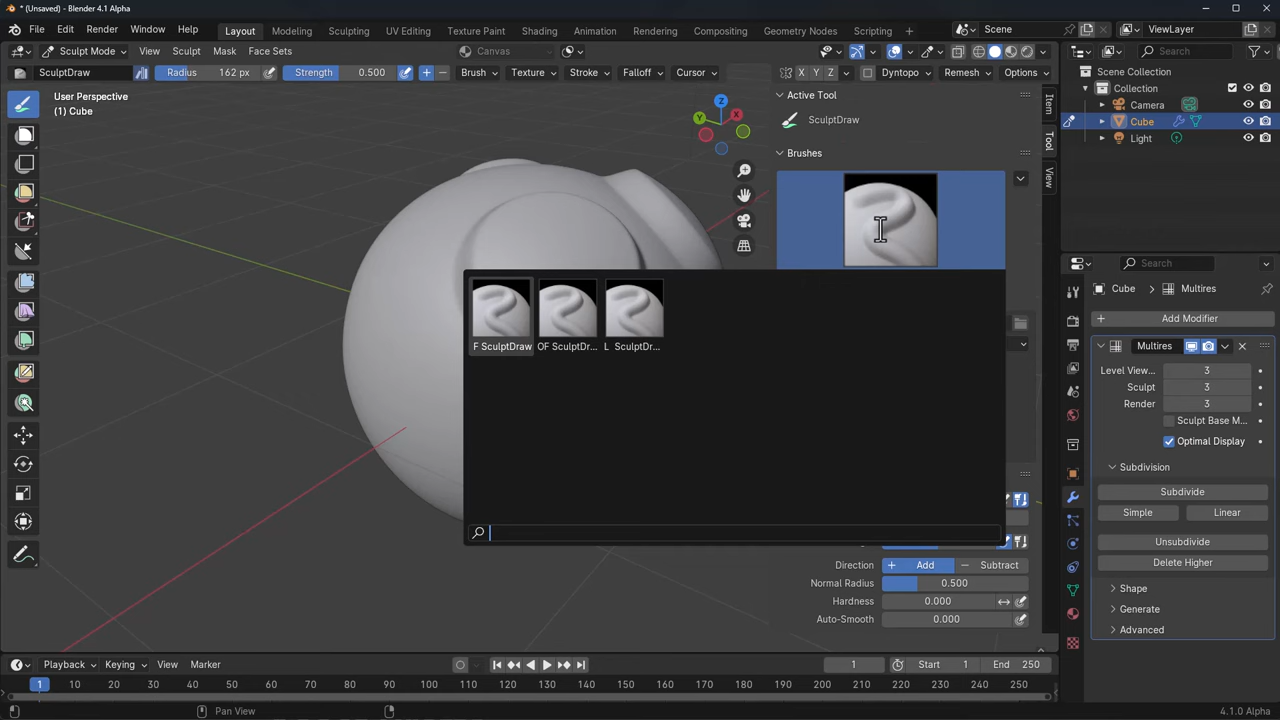 * (Unsaved) - Blender 4.1 Alpha
File Edit Render Window Help Layout Modeling Sculpting UV Editing Texture Paint Shading Animation Rendering Compositing Geometry Nodes Scripting Scene ViewLayer
Sculpt Mode View Sculpt Mask Face Sets Canvas Search
SculptDraw Radius 162 px Strength 0.500 Brush Texture Stroke Falloff Cursor X Y Z Dyntopo Remesh Options
User Perspective
(1) Cube
Z
X
Y
Active Tool
SculptDraw
Brushes
Item
Tool
View
F SculptDraw OF SculptDr... L SculptDr...
Direction Add Subtract
Normal Radius 0.500
Hardness 0.000
Auto-Smooth 0.000
Scene Collection
Collection
Camera
Cube
Light
Search
Cube Multires
Add Modifier
Multires
Level View... 3
Sculpt 3
Render 3
Sculpt Base M...
Optimal Display
Subdivision
Subdivide
Simple Linear
Unsubdivide
Delete Higher
Shape
Generate
Advanced
Playback Keying View Marker 1 Start 1 End 250
1 10 20 30 40 50 60 70 80 90 100 110 120 130 140 150 160 170 180 190 200 210 220 230 240 250
Pan View 4.1.0 Alpha